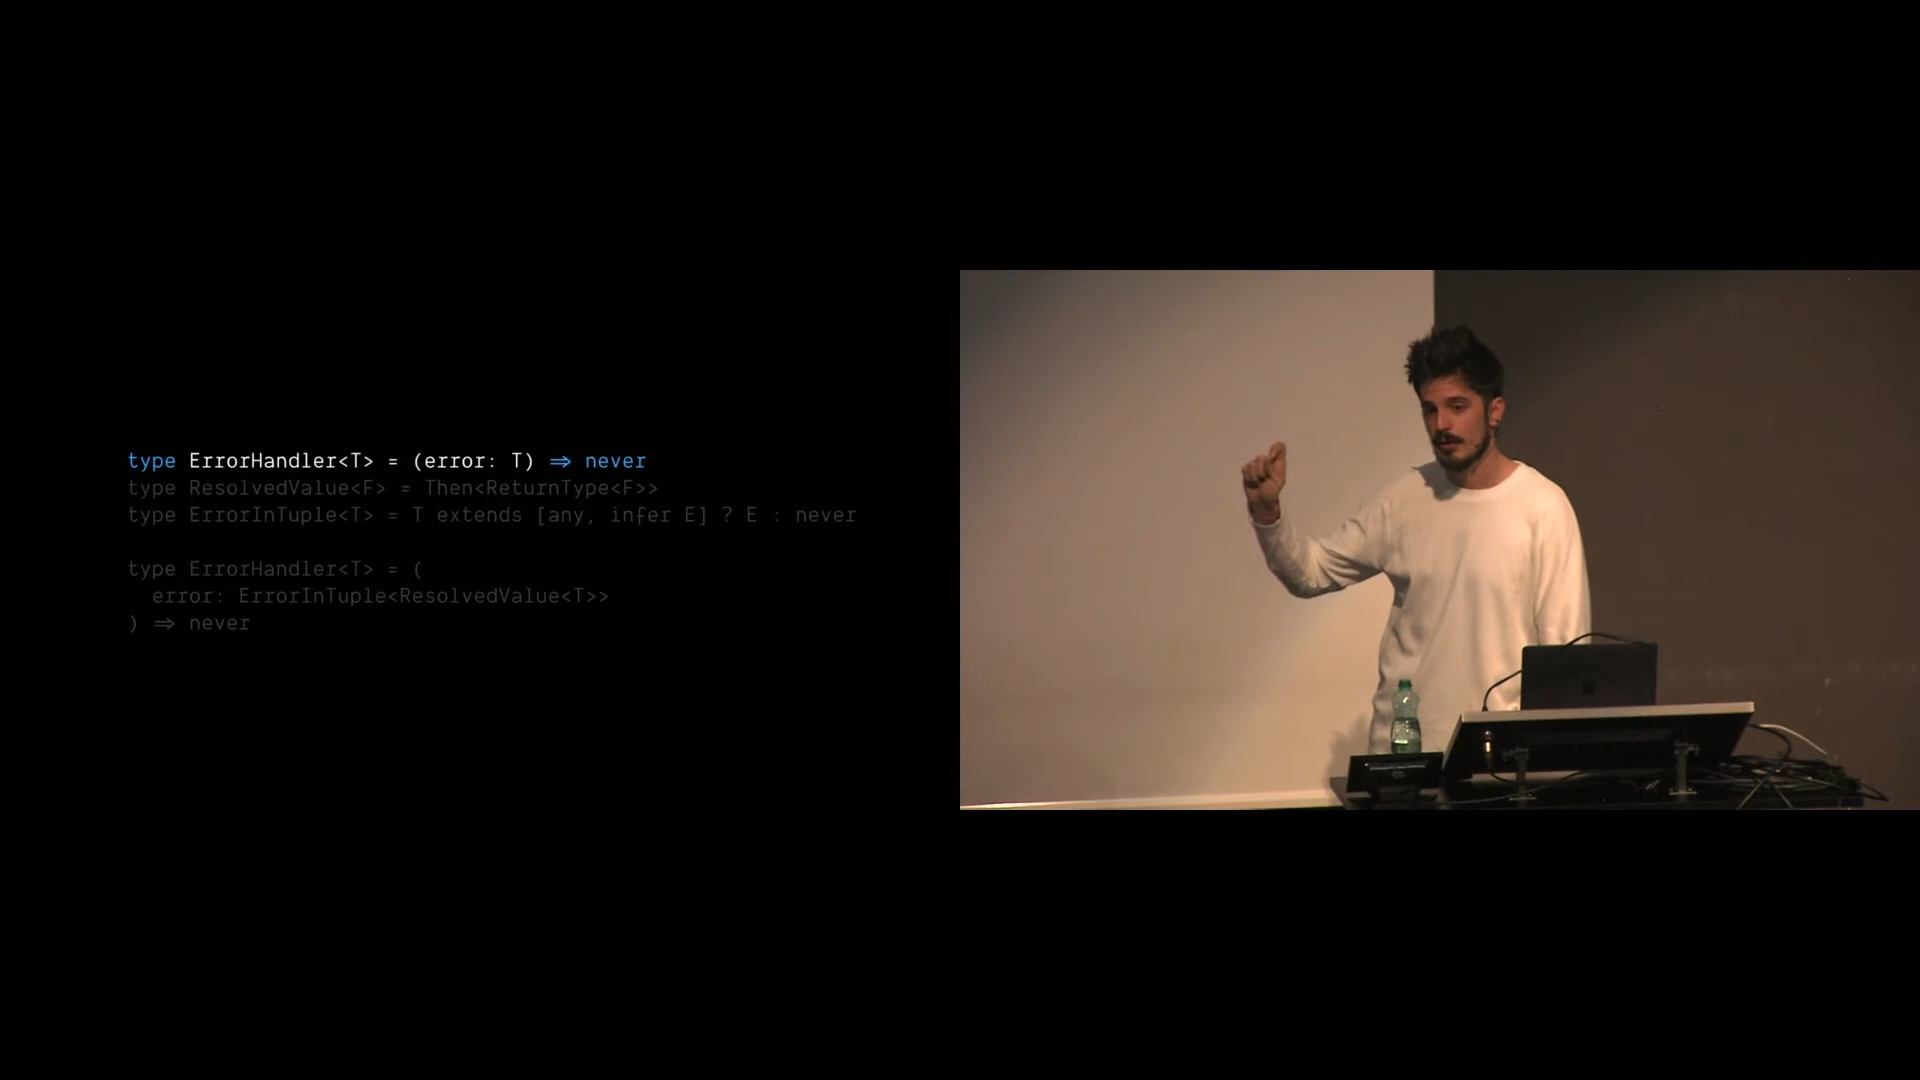 type ErrorHandler<T> = (error: T) => never
type ResolvedValue<F> = Then<ReturnType<F>>
type ErrorInTuple<T> = T extends [any, infer E] ? E : never
type ErrorHandler<T> = (
error: ErrorInTuple<ResolvedValue<T>>
) => never